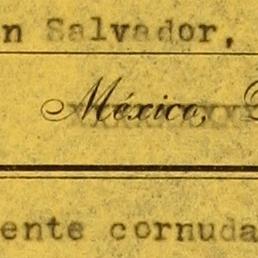 n Salvador,
México,
ente cornuda